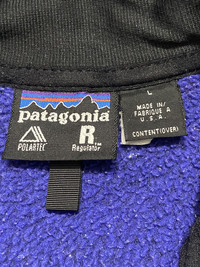 patagonia
POLARTEC
R
Regulator
L
MADE IN/
FABRIQUE A
U.S.A.
CONTENT(OVER)